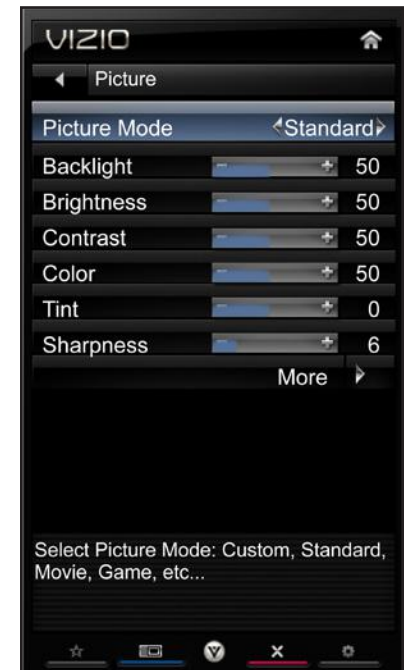 VIZIO
Picture
Picture Mode Standard
Backlight - + 50
Brightness - + 50
Contrast - + 50
Color - + 50
Tint - + 0
Sharpness - + 6
More
Select Picture Mode: Custom, Standard,
Movie, Game, etc...
V